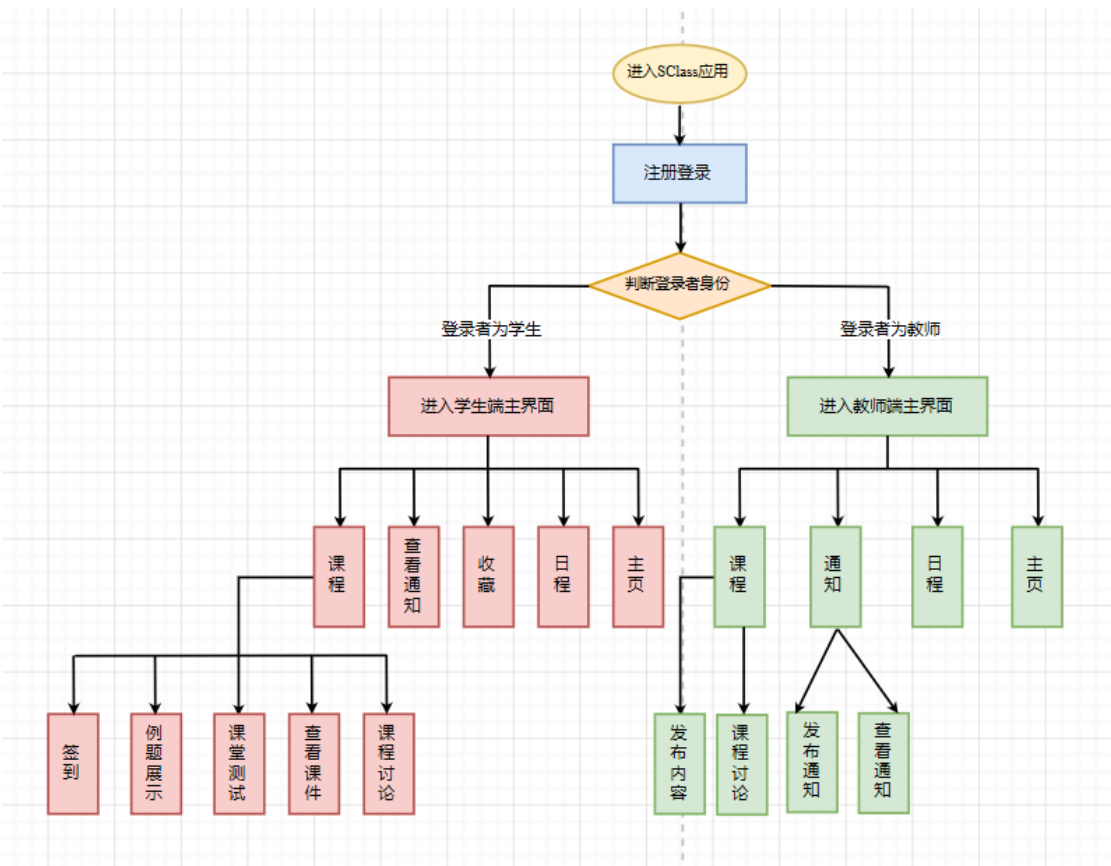 进入SClass应用
注册登录
判断登录者身份
登录者为学生
登录者为教师
进入学生端主界面
进入教师端主界面
课程
查看通知
收藏
日程
主页
课程
通知
日程
主页
签到
例题展示
课堂测试
查看课件
课程讨论
发布内容
课程讨论
发布通知
查看通知